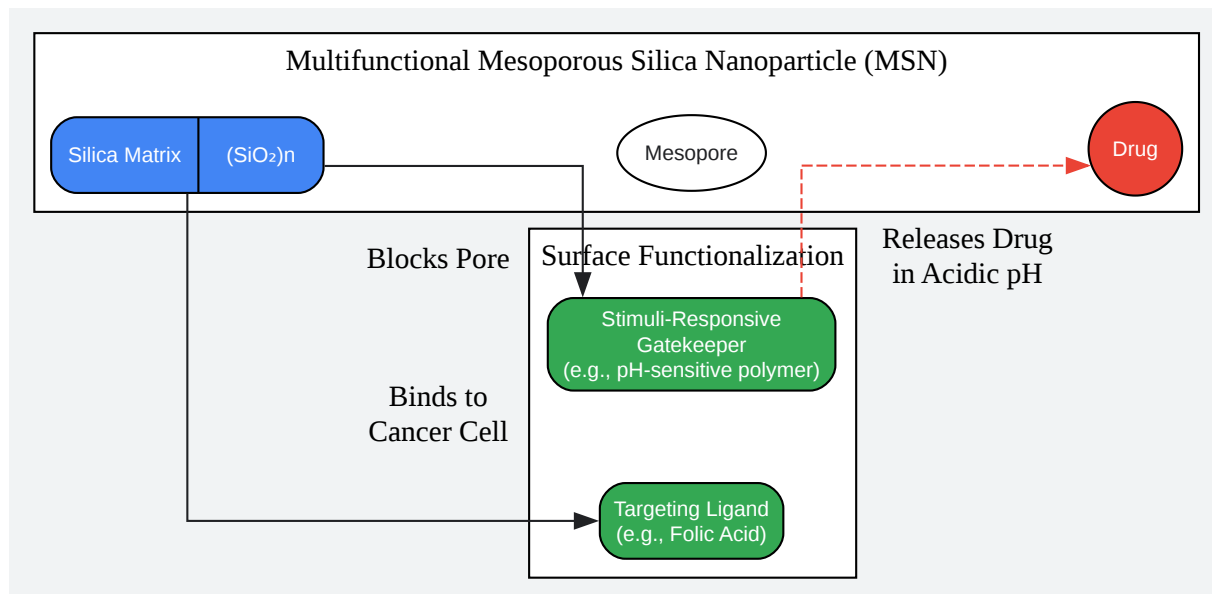 Multifunctional Mesoporous Silica Nanoparticle (MSN)
Silica Matrix
(SiO₂)n
Mesopore
Drug
Blocks Pore
Surface Functionalization
Releases Drug
in Acidic pH
Stimuli-Responsive
Gatekeeper
(e.g., pH-sensitive polymer)
Binds to
Cancer Cell
Targeting Ligand
(e.g., Folic Acid)